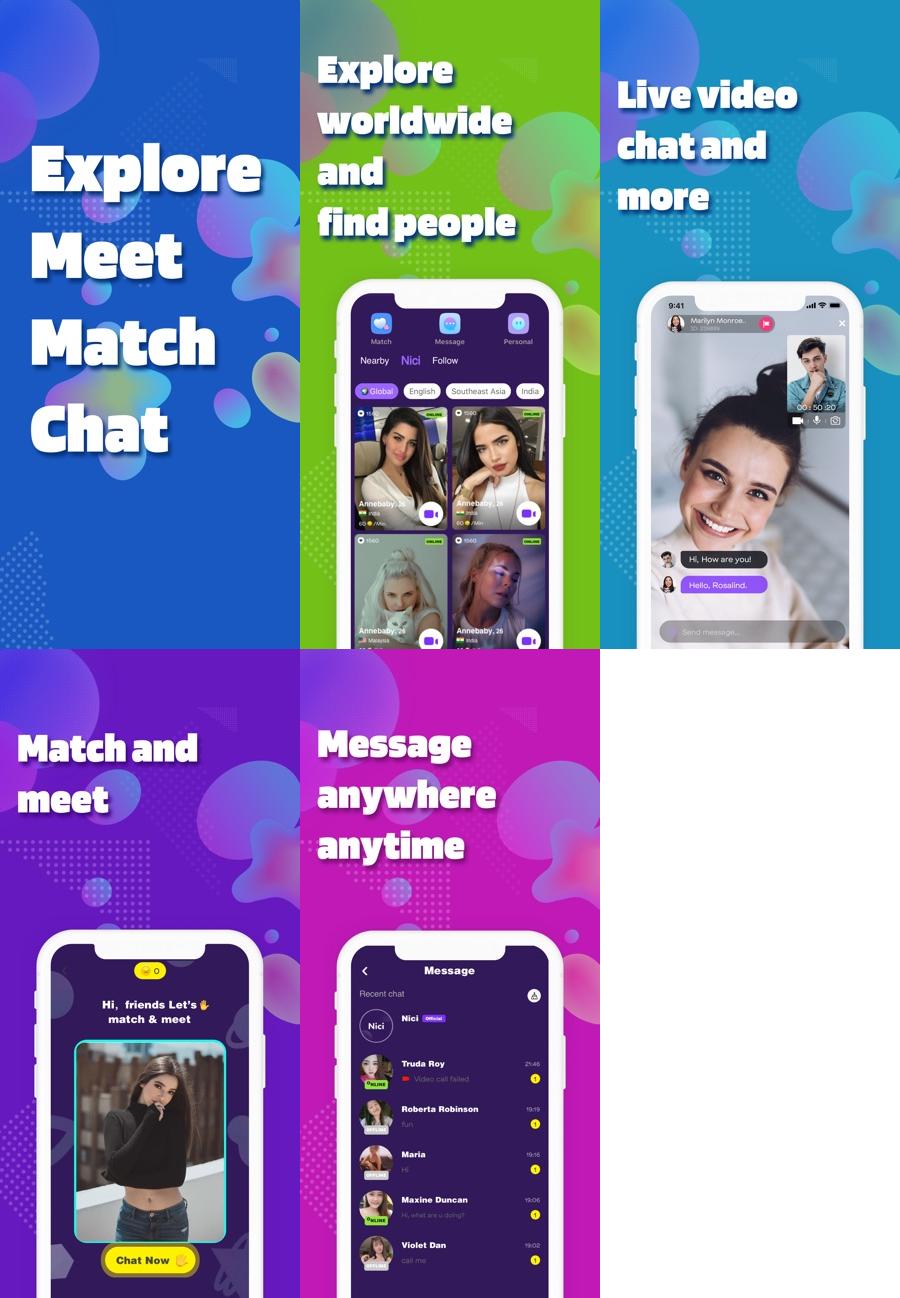 Explore
Meet
Match
Chat
Explore
worldwide
and
find people
Match
Message
Personal
Nearby
Nici
Follow
Global
English
Southeast Asia
India
1560
ONLINE
Annebaby, 26
India
60 /Min
1560
ONLINE
Annebaby, 26
India
60 /Min
1560
ONLINE
Annebaby, 26
Malaysia
1560
ONLINE
Annebaby, 26
India
Live video
chat and
more
9:41
Marilyn Monroe..
00 : 50 :20
Hi, How are you!
Hello, Rosalind.
Send message...
Match and
meet
0
Hi, friends Let's
match & meet
Chat Now
Message
anywhere
anytime
Message
Recent chat
Nici
Nici
Official
Truda Roy
21:46
Video call failed
1
ONLINE
Roberta Robinson
19:19
fun
1
OFFLINE
Maria
19:16
Hi
1
OFFLINE
Maxine Duncan
19:06
Hi, what are u doing?
1
ONLINE
Violet Dan
19:02
call me
1
OFFLINE